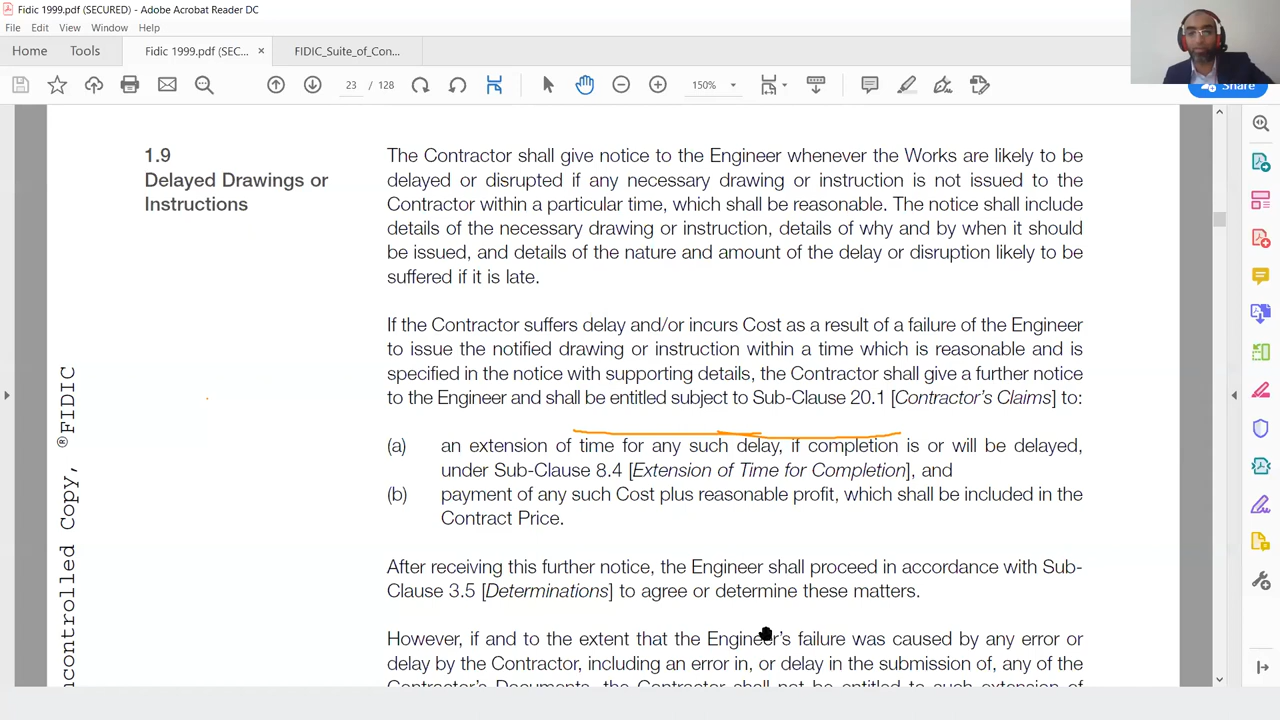 Fidic 1999.pdf (SECURED) - Adobe Acrobat Reader DC
File Edit View Window Help
Home Tools Fidic 1999.pdf (SEC... × FIDIC_Suite_of_Con...
23 / 128 150% Share
1.9
Delayed Drawings or
Instructions
The Contractor shall give notice to the Engineer whenever the Works are likely to be
delayed or disrupted if any necessary drawing or instruction is not issued to the
Contractor within a particular time, which shall be reasonable. The notice shall include
details of the necessary drawing or instruction, details of why and by when it should
be issued, and details of the nature and amount of the delay or disruption likely to be
suffered if it is late.
If the Contractor suffers delay and/or incurs Cost as a result of a failure of the Engineer
to issue the notified drawing or instruction within a time which is reasonable and is
specified in the notice with supporting details, the Contractor shall give a further notice
to the Engineer and shall be entitled subject to Sub-Clause 20.1 [Contractor's Claims] to:
(a) an extension of time for any such delay, if completion is or will be delayed,
under Sub-Clause 8.4 [Extension of Time for Completion], and
(b) payment of any such Cost plus reasonable profit, which shall be included in the
Contract Price.
After receiving this further notice, the Engineer shall proceed in accordance with Sub-
Clause 3.5 [Determinations] to agree or determine these matters.
However, if and to the extent that the Engineer's failure was caused by any error or
delay by the Contractor, including an error in, or delay in the submission of, any of the
Contractor's Documents, the Contractor shall not be entitled to such extension of
ncontrolled Copy, ®FIDIC